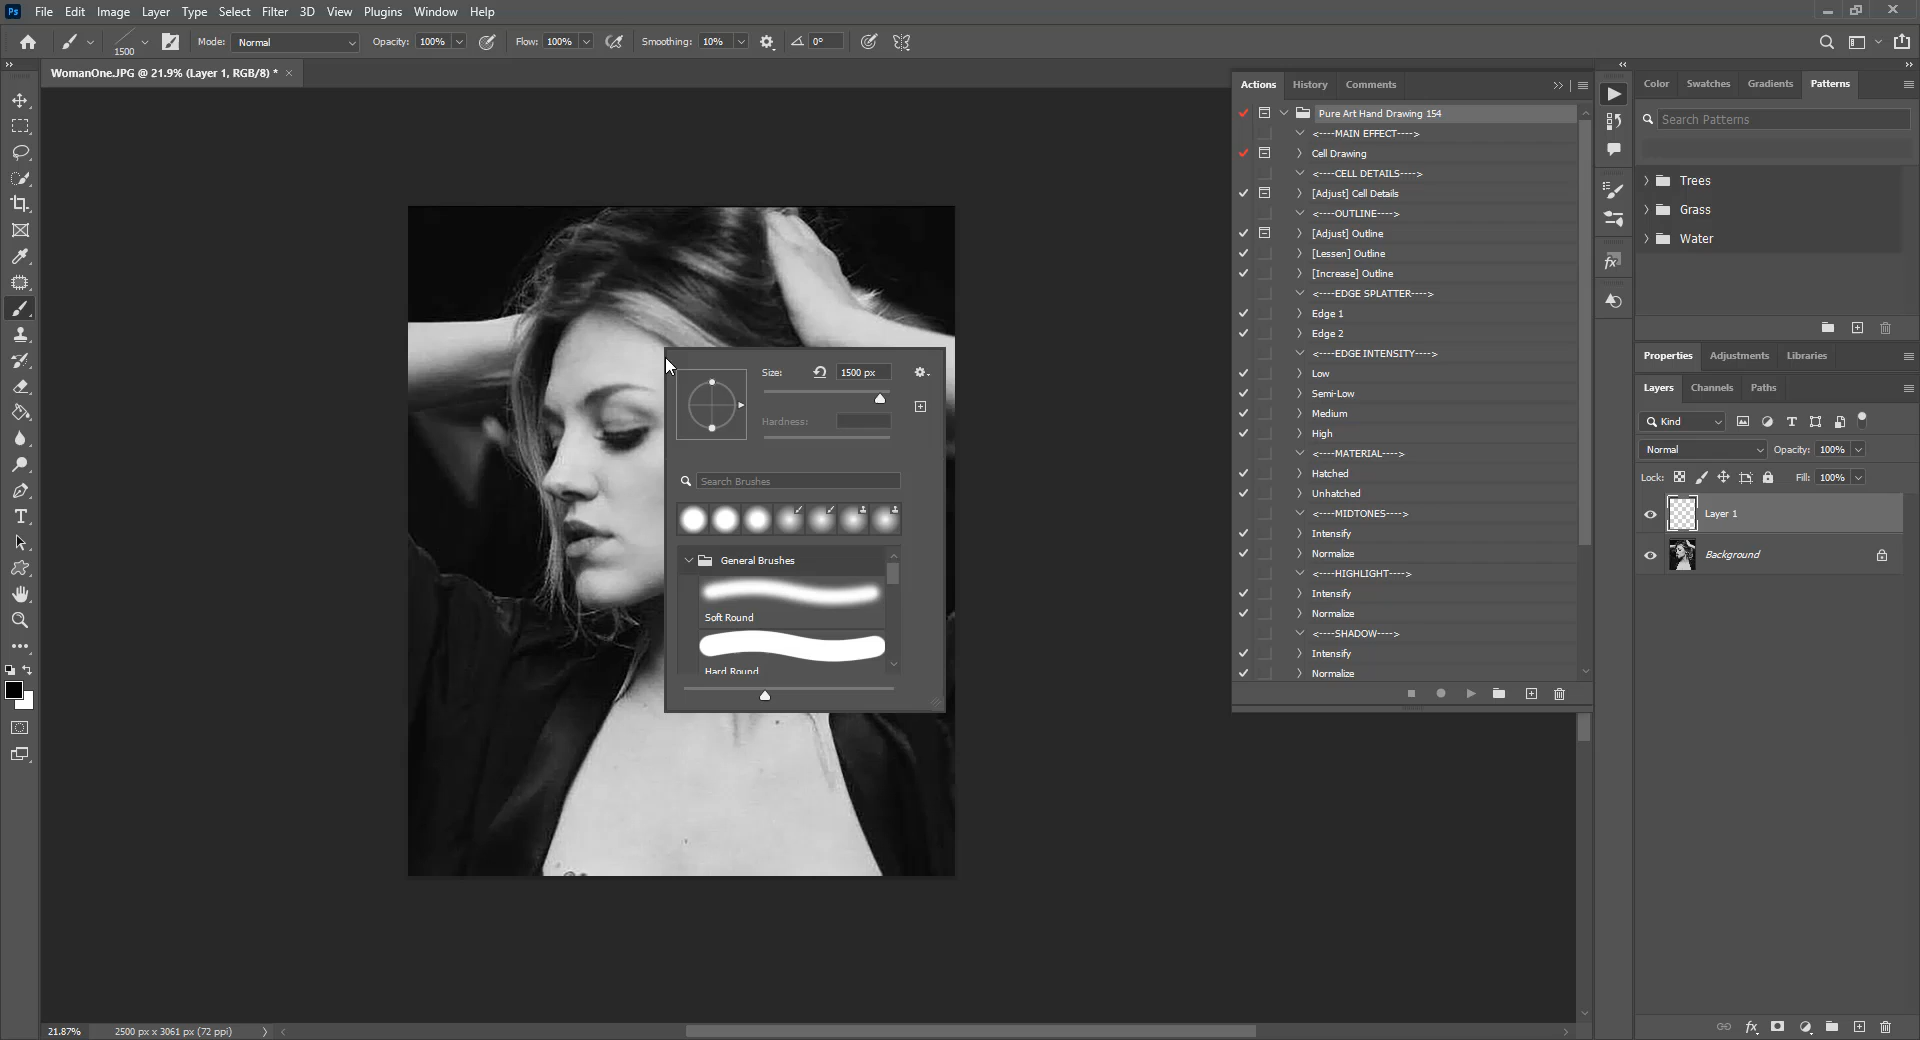 Ps File Edit Image Layer Type Select Filter 3D View Plugins Window Help
1500 Mode: Normal Opacity: 100% Flow: 100% Smoothing: 10% 0°
WomanOne.JPG @ 21.9% (Layer 1, RGB/8) * ×
Size: 1500 px
Hardness:
Search Brushes
General Brushes
Soft Round
Hard Round
Actions History Comments
Pure Art Hand Drawing 154
<----MAIN EFFECT---->
Cell Drawing
<----CELL DETAILS---->
[Adjust] Cell Details
<----OUTLINE---->
[Adjust] Outline
[Lessen] Outline
[Increase] Outline
<----EDGE SPLATTER---->
Edge 1
Edge 2
<----EDGE INTENSITY---->
Low
Semi-Low
Medium
High
<----MATERIAL---->
Hatched
Unhatched
<----MIDTONES---->
Intensify
Normalize
<----HIGHLIGHT---->
Intensify
Normalize
<----SHADOW---->
Intensify
Normalize
Color Swatches Gradients Patterns
Search Patterns
Trees
Grass
Water
Properties Adjustments Libraries
Layers Channels Paths
Kind
Normal Opacity: 100%
Lock: Fill: 100%
Layer 1
Background
21.87% 2500 px x 3061 px (72 ppi)